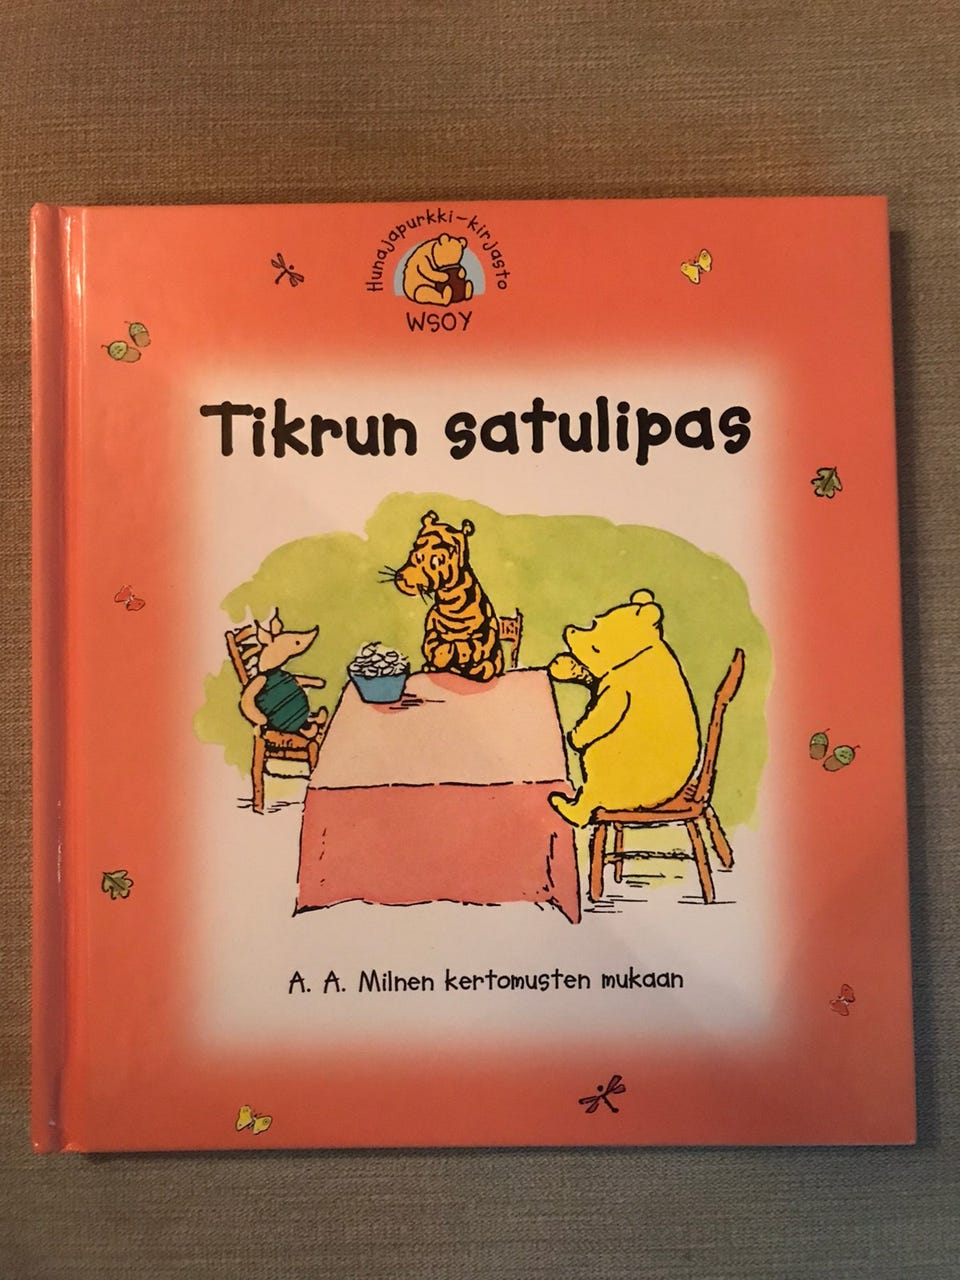 Hunajapurkki-kirjasto
WSOY
Tikrun satulipas
A. A. Milnen kertomusten mukaan